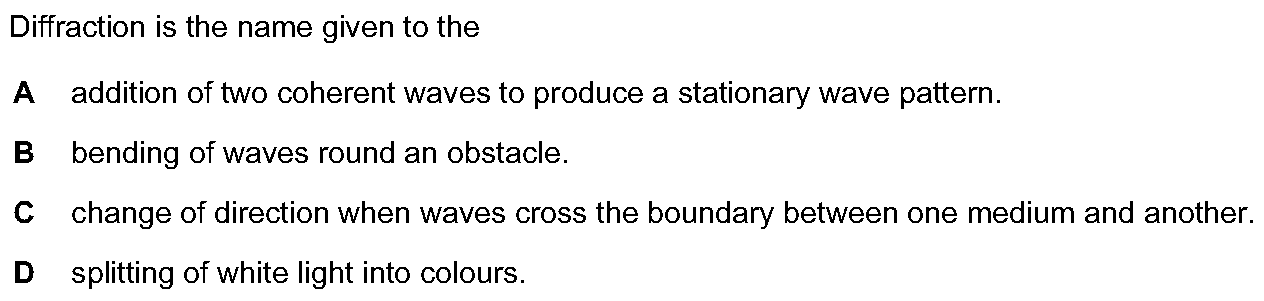 Diffraction is the name given to the
A addition of two coherent waves to produce a stationary wave pattern.
B bending of waves round an obstacle.
C change of direction when waves cross the boundary between one medium and another.
D splitting of white light into colours.